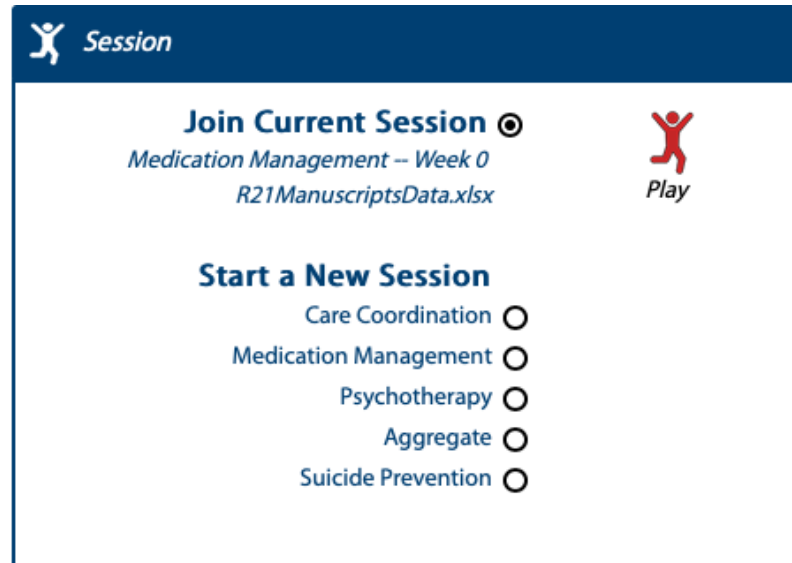 Session
Join Current Session
Medication Management -- Week 0
R21ManuscriptsData.xlsx
Play
Start a New Session
Care Coordination
Medication Management
Psychotherapy
Aggregate
Suicide Prevention